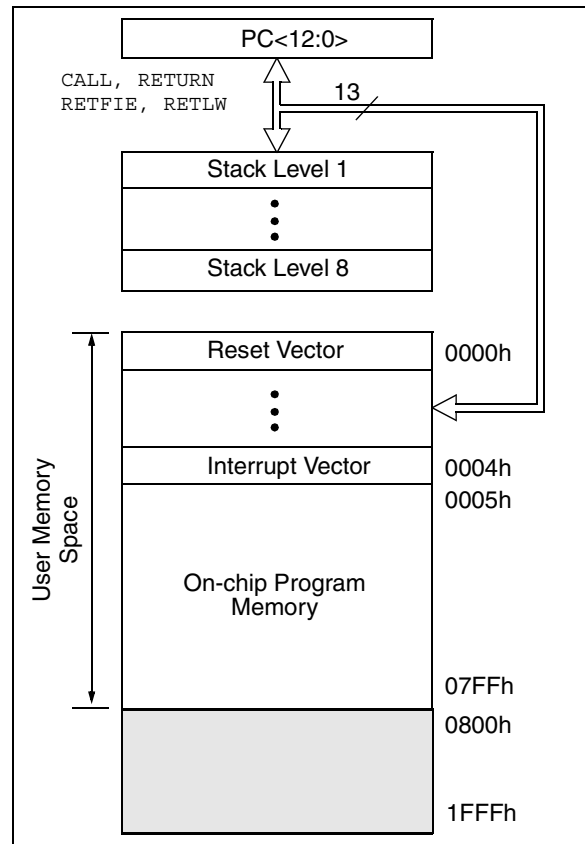 PC<12:0>
CALL, RETURN
RETFIE, RETLW
13
Stack Level 1
Stack Level 8
Reset Vector
0000h
Interrupt Vector
0004h
0005h
User Memory
Space
On-chip Program
Memory
07FFh
0800h
1FFFh